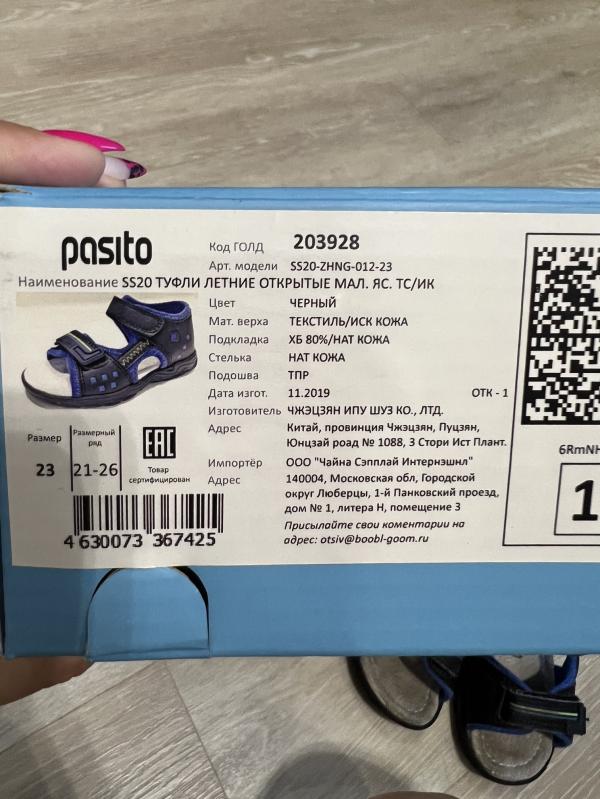 pasito
Код ГОЛД 203928
Арт. модели SS20-ZHNG-012-23
Наименование SS20 ТУФЛИ ЛЕТНИЕ ОТКРЫТЫЕ МАЛ. ЯС. ТС/ИК
Цвет ЧЕРНЫЙ
Мат. верха ТЕКСТИЛЬ/ИСК КОЖА
Подкладка ХБ 80%/НАТ КОЖА
Стелька НАТ КОЖА
Подошва ТПР
Дата изгот. 11.2019 ОТК - 1
Изготовитель ЧЖЭЦЗЯН ИПУ ШУЗ КО., ЛТД.
Адрес Китай, провинция Чжэцзян, Пуцзян,
Юнцзай роад № 1088, 3 Стори Ист Плант.
Импортёр ООО "Чайна Сэпплай Интернэшнл"
Адрес 140004, Московская обл, Городской
округ Люберцы, 1-й Панковский проезд,
дом № 1, литера Н, помещение 3
Присылайте свои коментарии на
адрес: otsiv@boobl-goom.ru
Размер
23
Размерный
ряд
21-26
EAC
Товар
сертифицирован
4 630073 367425
6RmNH
1